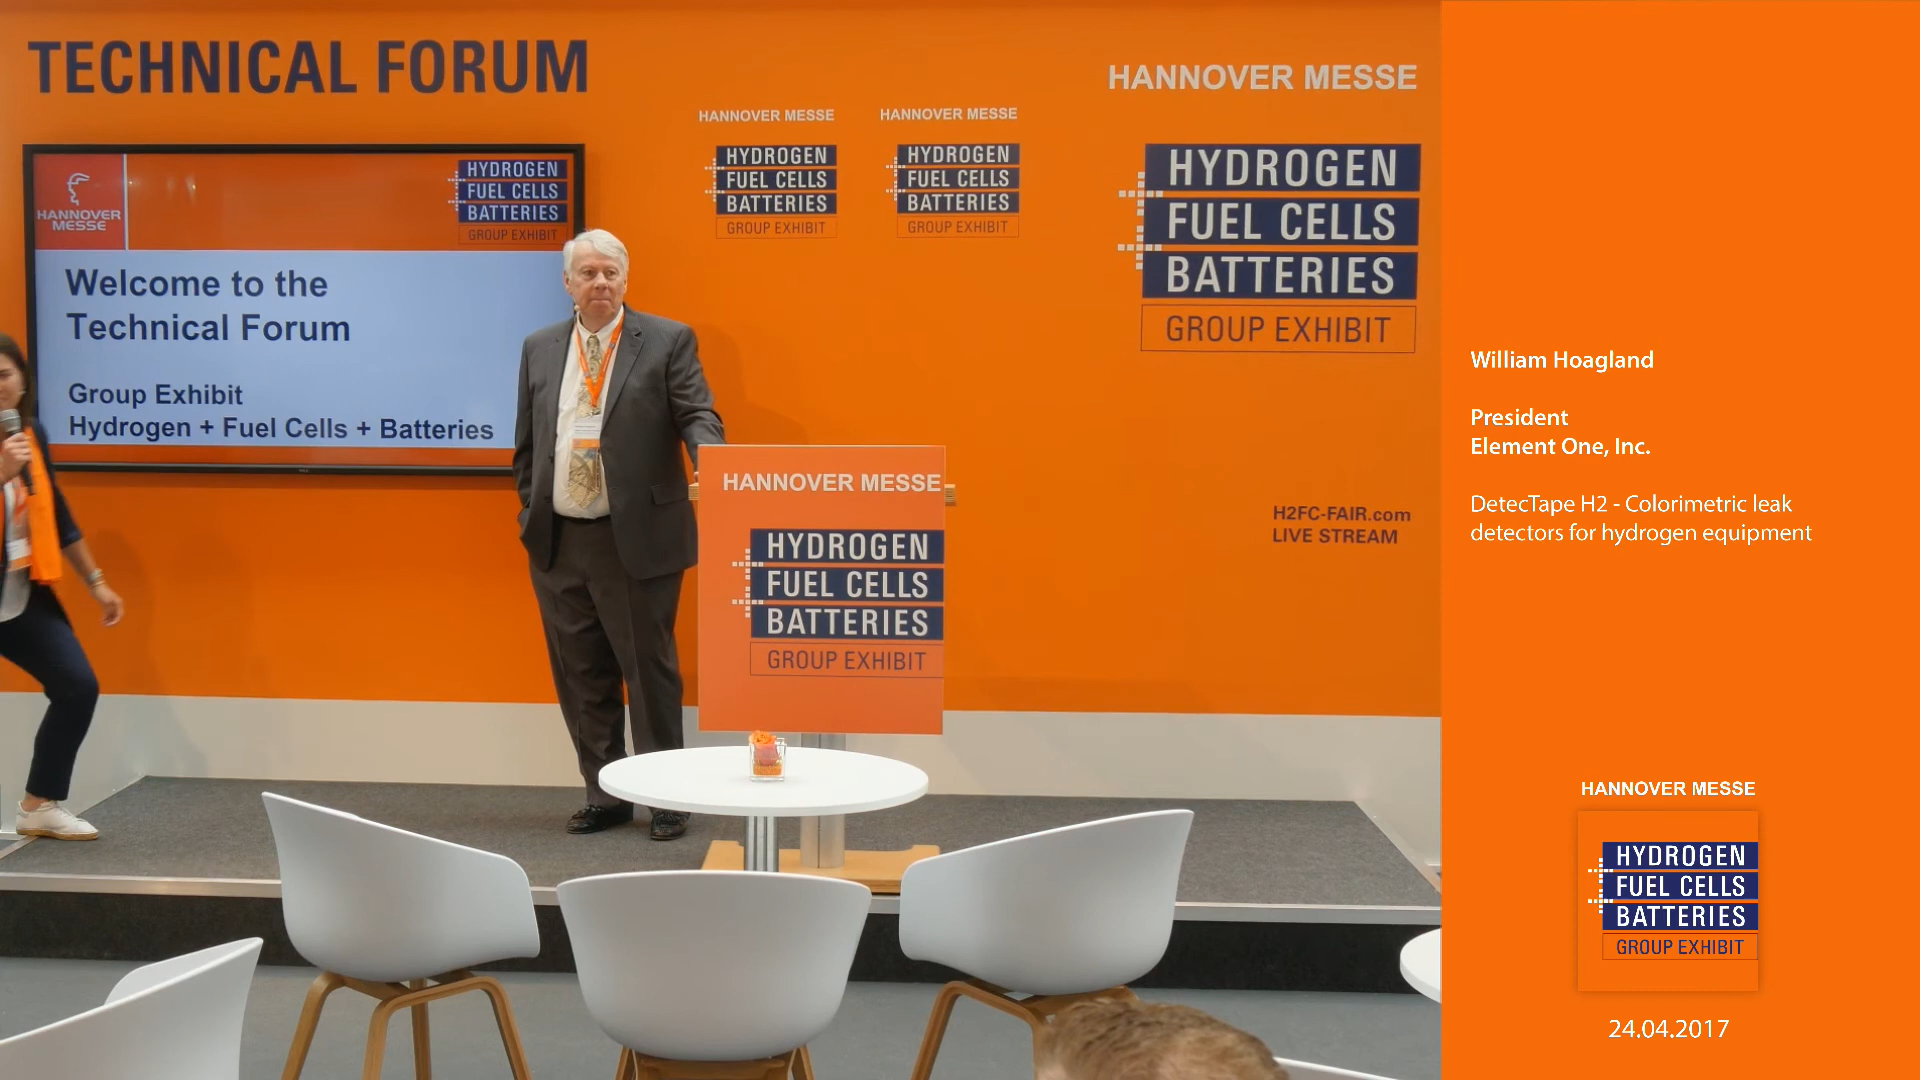 TECHNICAL FORUM
HANNOVER MESSE
HYDROGEN
FUEL CELLS
BATTERIES
GROUP EXHIBIT
Welcome to the
Technical Forum
Group Exhibit
Hydrogen + Fuel Cells + Batteries
HANNOVER MESSE
HYDROGEN
FUEL CELLS
BATTERIES
GROUP EXHIBIT
HANNOVER MESSE
HYDROGEN
FUEL CELLS
BATTERIES
GROUP EXHIBIT
HANNOVER MESSE
HYDROGEN
FUEL CELLS
BATTERIES
GROUP EXHIBIT
H2FC-FAIR.com
LIVE STREAM
HANNOVER MESSE
HYDROGEN
FUEL CELLS
BATTERIES
GROUP EXHIBIT
William Hoagland
President
Element One, Inc.
DetecTape H2 - Colorimetric leak
detectors for hydrogen equipment
HANNOVER MESSE
HYDROGEN
FUEL CELLS
BATTERIES
GROUP EXHIBIT
24.04.2017